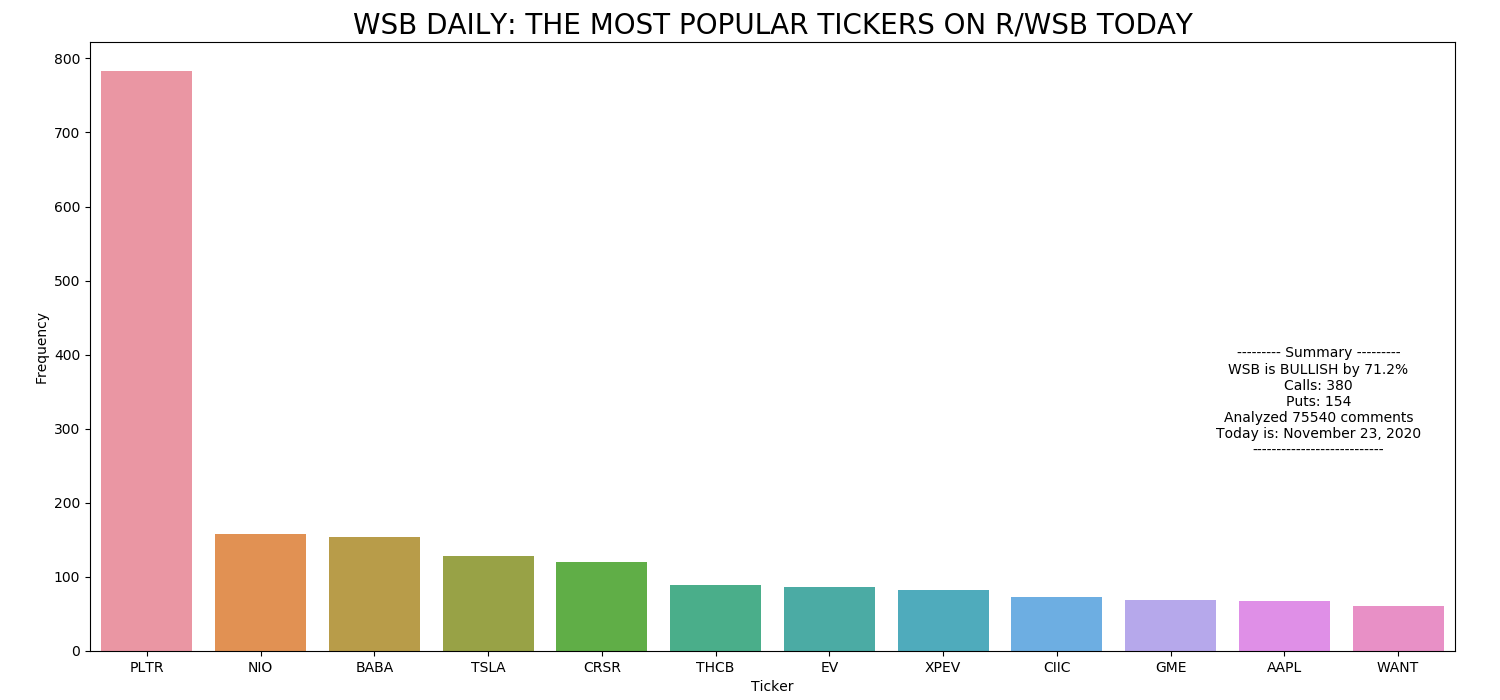 WSB DAILY: THE MOST POPULAR TICKERS ON R/WSB TODAY
800
700
600
500
400
300
200
100
0
Frequency
--------- Summary ---------
WSB is BULLISH by 71.2%
Calls: 380
Puts: 154
Analyzed 75540 comments
Today is: November 23, 2020
---------------------------
PLTR NIO BABA TSLA CRSR THCB EV XPEV CIIC GME AAPL WANT
Ticker